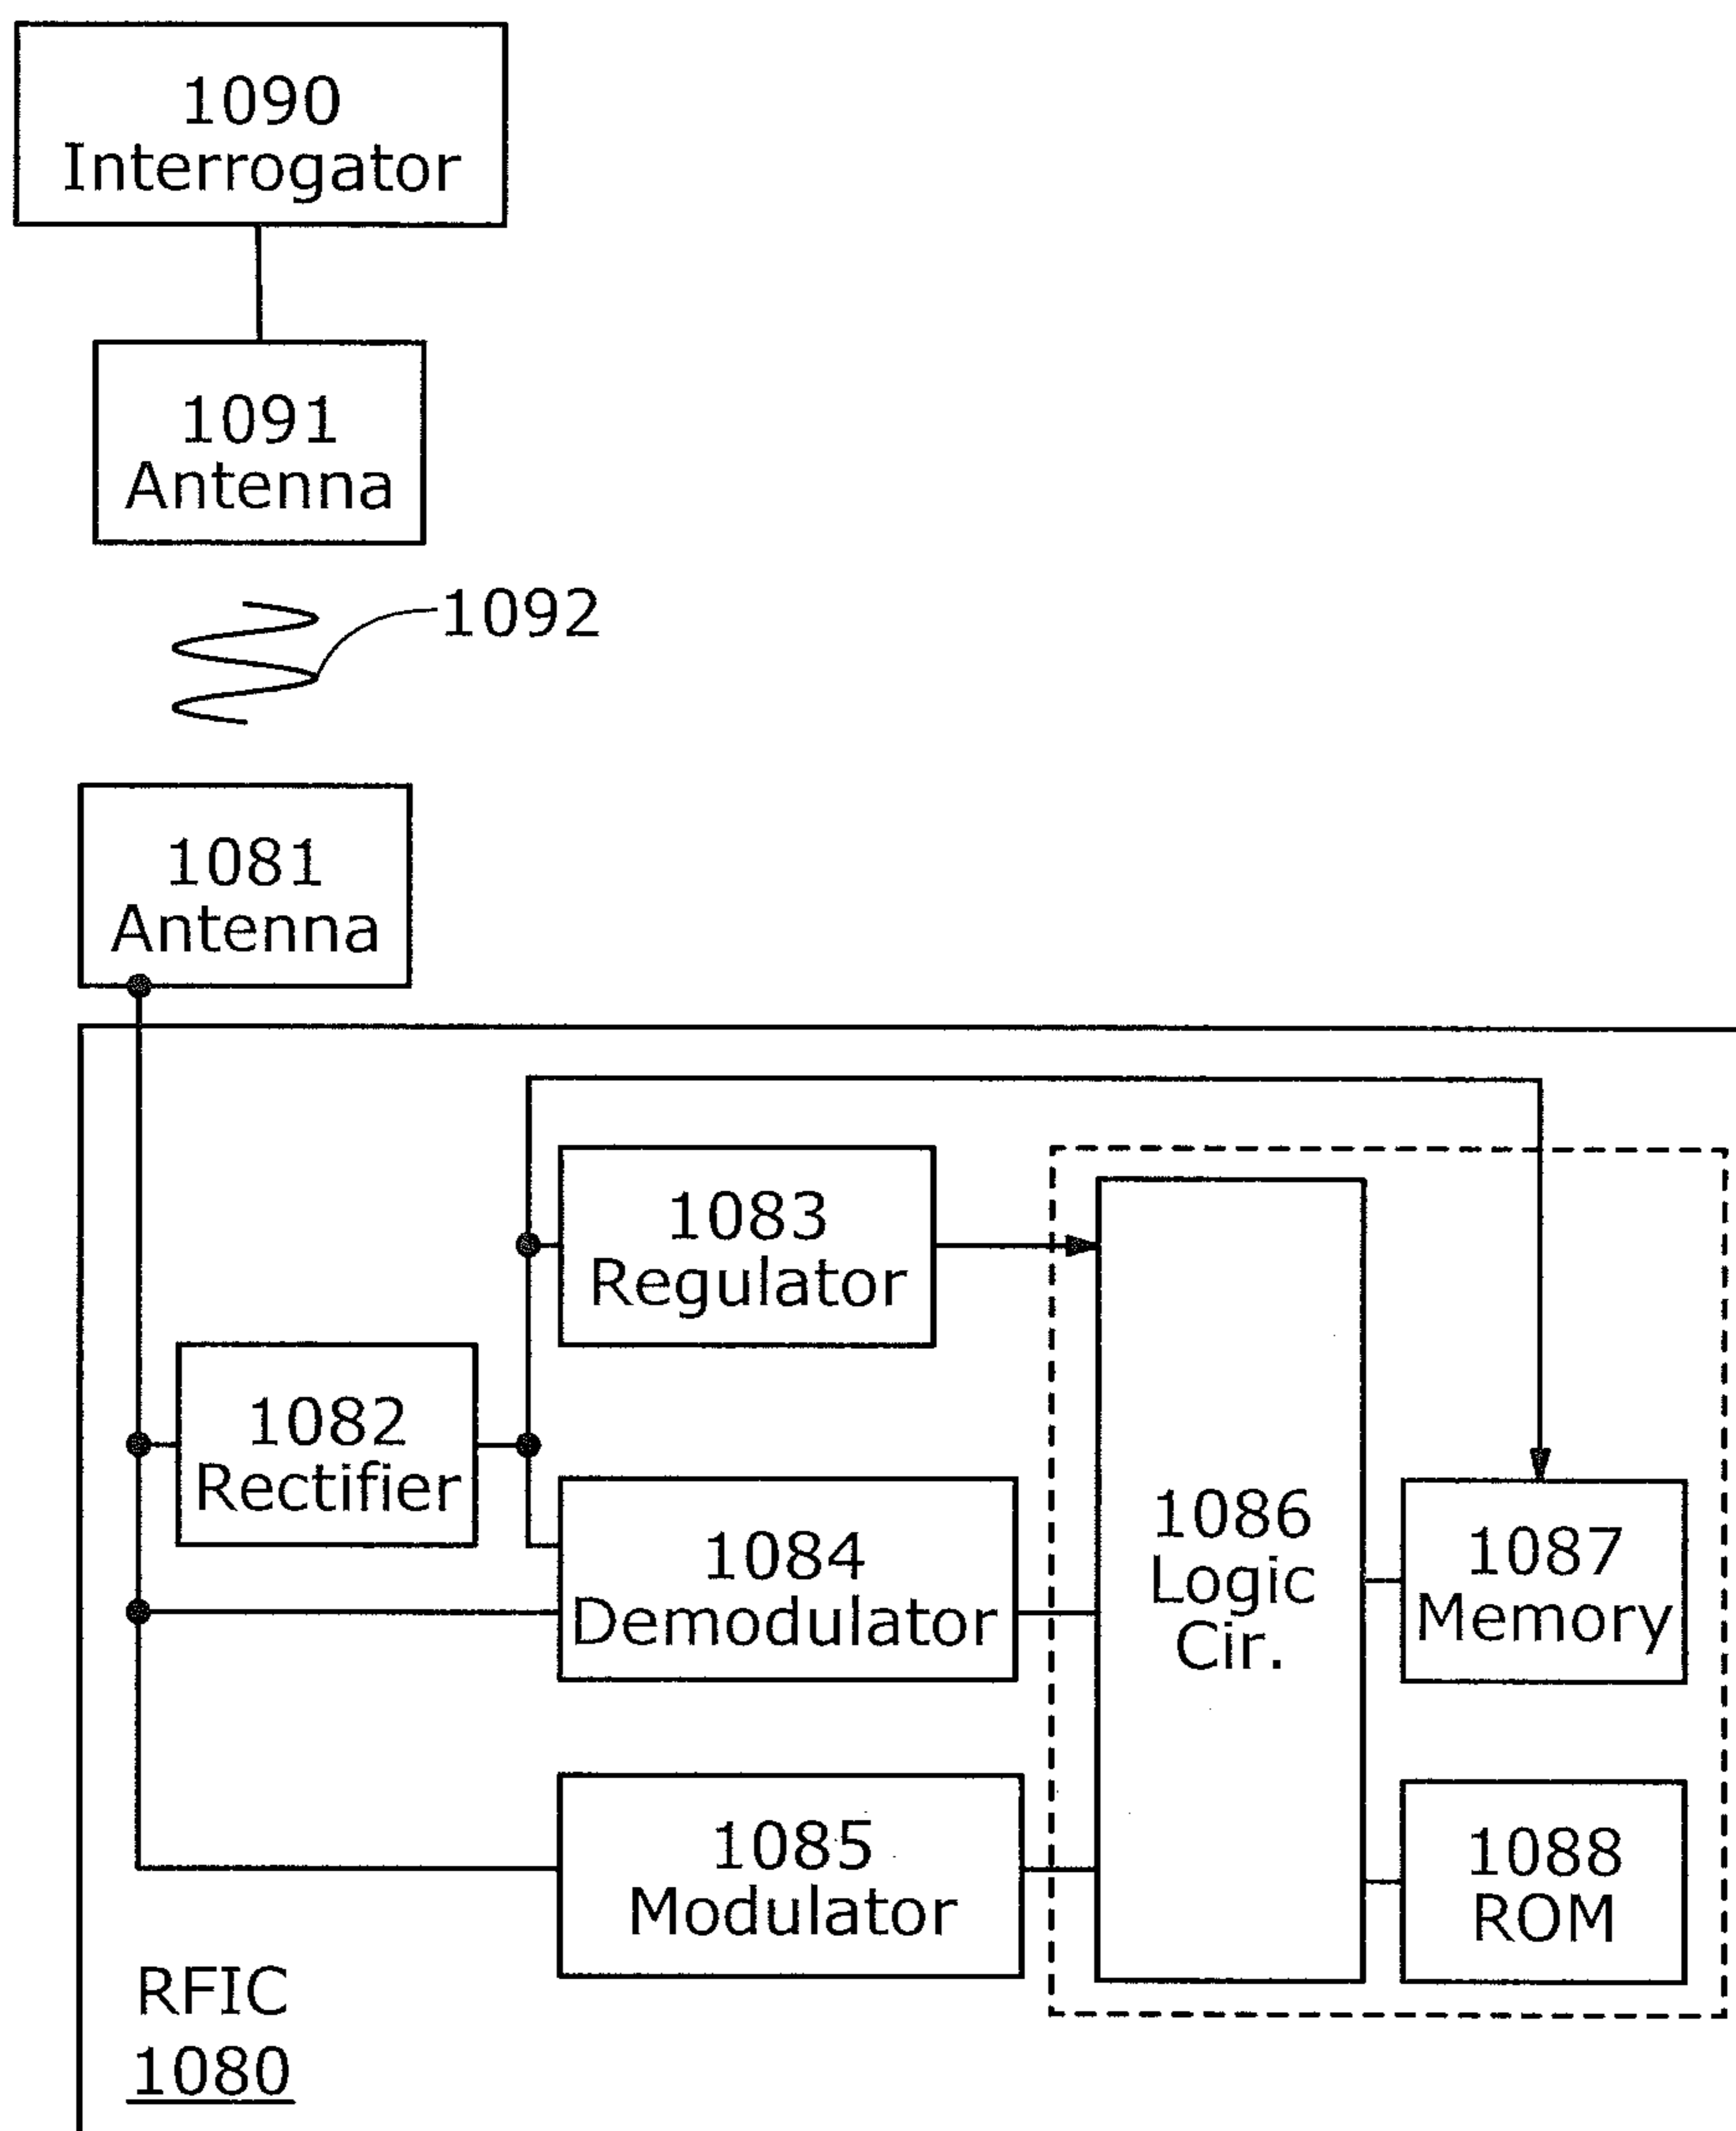 1090
Interrogator
1091
Antenna
1092
1081
Antenna
1083
Regulator
1082
Rectifier
1084
Demodulator
1086
Logic
Cir.
1087
Memory
1085
Modulator
1088
ROM
RFIC
1080